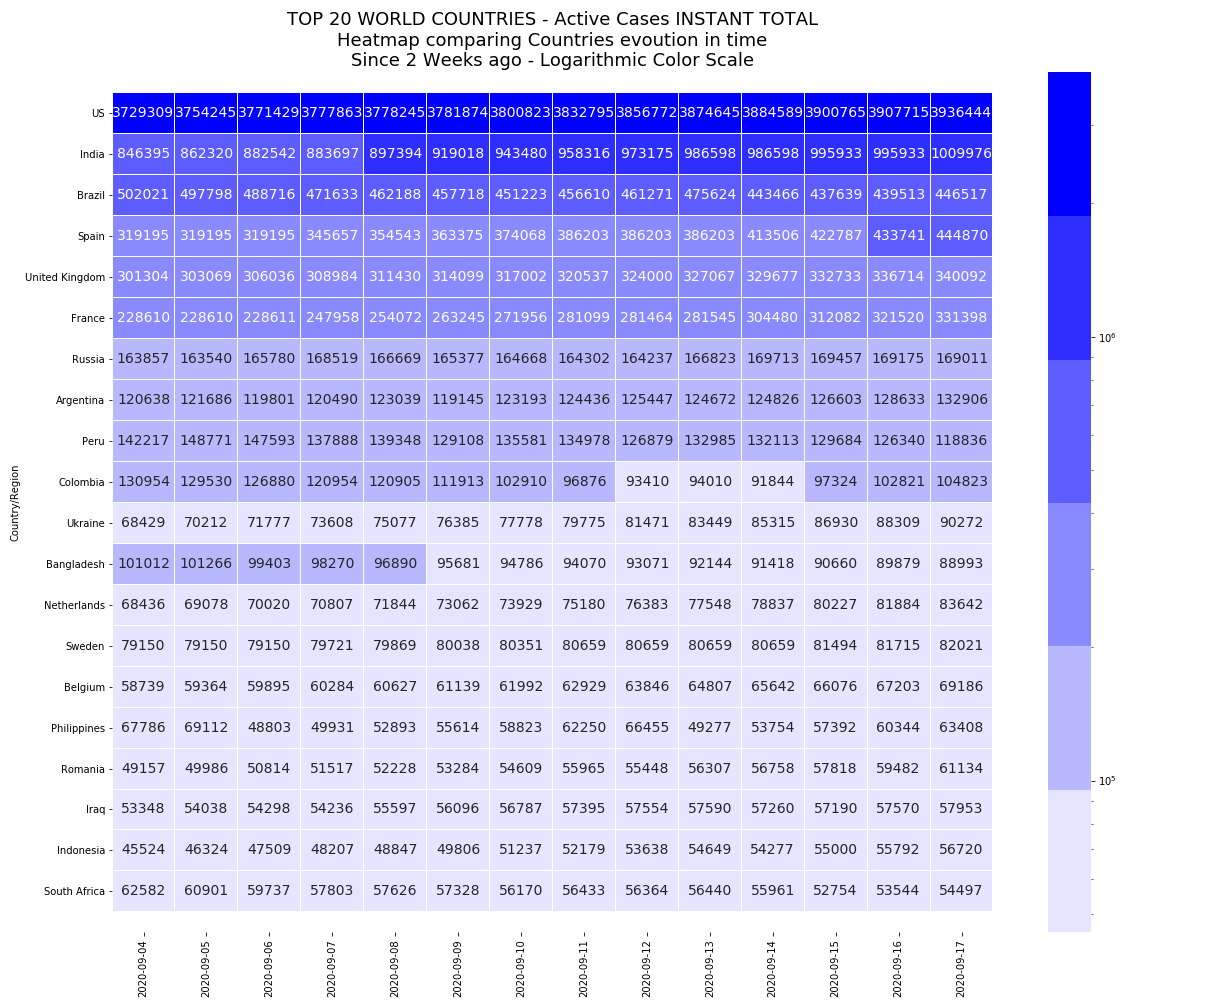 TOP 20 WORLD COUNTRIES - Active Cases INSTANT TOTAL
Heatmap comparing Countries evoution in time
Since 2 Weeks ago - Logarithmic Color Scale
US 3729309 3754245 3771429 3777863 3778245 3781874 3800823 3832795 3856772 3874645 3884589 3900765 3907715 3936444
India 846395 862320 882542 883697 897394 919018 943480 958316 973175 986598 986598 995933 995933 1009976
Brazil 502021 497798 488716 471633 462188 457718 451223 456610 461271 475624 443466 437639 439513 446517
Spain 319195 319195 319195 345657 354543 363375 374068 386203 386203 386203 413506 422787 433741 444870
United Kingdom 301304 303069 306036 308984 311430 314099 317002 320537 324000 327067 329677 332733 336714 340092
France 228610 228610 228611 247958 254072 263245 271956 281099 281464 281545 304480 312082 321520 331398
10⁶
Russia 163857 163540 165780 168519 166669 165377 164668 164302 164237 166823 169713 169457 169175 169011
Argentina 120638 121686 119801 120490 123039 119145 123193 124436 125447 124672 124826 126603 128633 132906
Peru 142217 148771 147593 137888 139348 129108 135581 134978 126879 132985 132113 129684 126340 118836
Colombia 130954 129530 126880 120954 120905 111913 102910 96876 93410 94010 91844 97324 102821 104823
Country/Region
Ukraine 68429 70212 71777 73608 75077 76385 77778 79775 81471 83449 85315 86930 88309 90272
Bangladesh 101012 101266 99403 98270 96890 95681 94786 94070 93071 92144 91418 90660 89879 88993
Netherlands 68436 69078 70020 70807 71844 73062 73929 75180 76383 77548 78837 80227 81884 83642
Sweden 79150 79150 79150 79721 79869 80038 80351 80659 80659 80659 80659 81494 81715 82021
Belgium 58739 59364 59895 60284 60627 61139 61992 62929 63846 64807 65642 66076 67203 69186
Philippines 67786 69112 48803 49931 52893 55614 58823 62250 66455 49277 53754 57392 60344 63408
Romania 49157 49986 50814 51517 52228 53284 54609 55965 55448 56307 56758 57818 59482 61134
10⁵
Iraq 53348 54038 54298 54236 55597 56096 56787 57395 57554 57590 57260 57190 57570 57953
Indonesia 45524 46324 47509 48207 48847 49806 51237 52179 53638 54649 54277 55000 55792 56720
South Africa 62582 60901 59737 57803 57626 57328 56170 56433 56364 56440 55961 52754 53544 54497
2020-09-04 2020-09-05 2020-09-06 2020-09-07 2020-09-08 2020-09-09 2020-09-10 2020-09-11 2020-09-12 2020-09-13 2020-09-14 2020-09-15 2020-09-16 2020-09-17